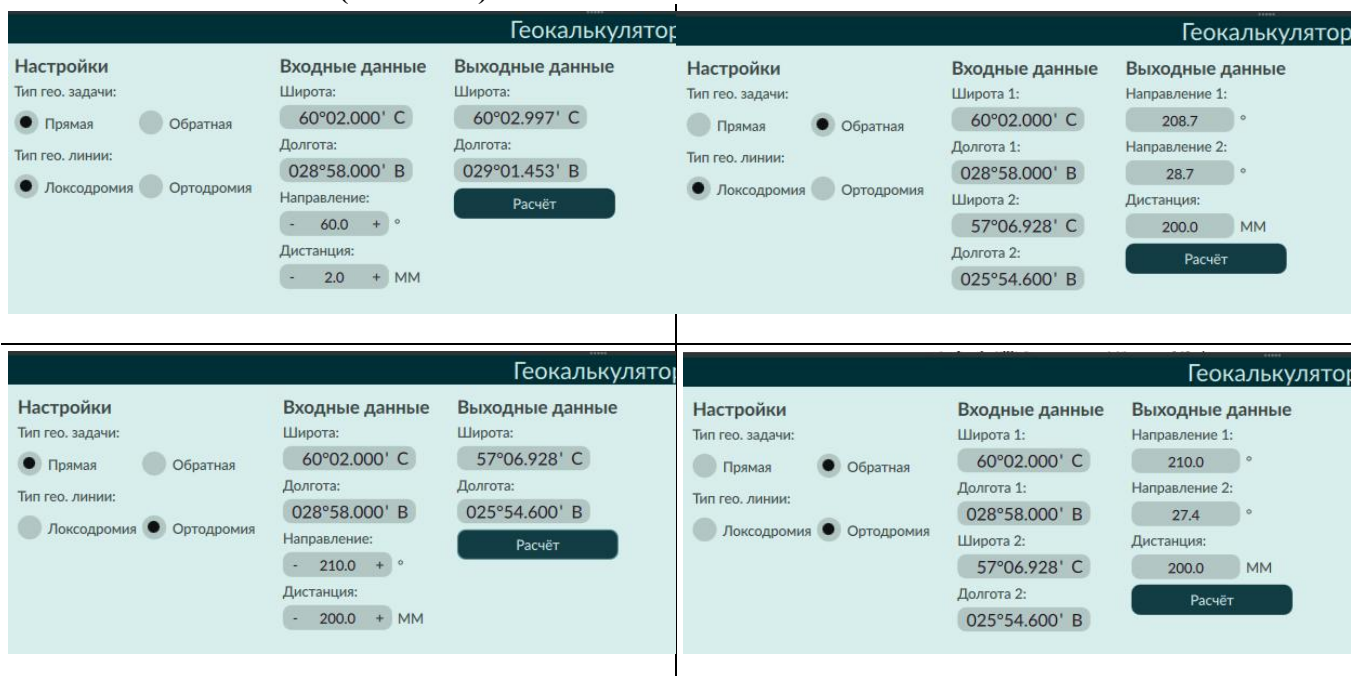 Геокалькулятор
Настройки
Тип гео. задачи:
Прямая Обратная
Тип гео. линии:
Локсодромия Ортодромия
Входные данные
Широта:
60°02.000' С
Долгота:
028°58.000' В
Направление:
- 60.0 + °
Дистанция:
- 2.0 + ММ
Выходные данные
Широта:
60°02.997' С
Долгота:
029°01.453' В
Расчёт
Геокалькулятор
Настройки
Тип гео. задачи:
Прямая Обратная
Тип гео. линии:
Локсодромия Ортодромия
Входные данные
Широта 1:
60°02.000' С
Долгота 1:
028°58.000' В
Широта 2:
57°06.928' С
Долгота 2:
025°54.600' В
Выходные данные
Направление 1:
208.7 °
Направление 2:
28.7 °
Дистанция:
200.0 ММ
Расчёт
Геокалькулятор
Настройки
Тип гео. задачи:
Прямая Обратная
Тип гео. линии:
Локсодромия Ортодромия
Входные данные
Широта:
60°02.000' С
Долгота:
028°58.000' В
Направление:
- 210.0 + °
Дистанция:
- 200.0 + ММ
Выходные данные
Широта:
57°06.928' С
Долгота:
025°54.600' В
Расчёт
Геокалькулятор
Настройки
Тип гео. задачи:
Прямая Обратная
Тип гео. линии:
Локсодромия Ортодромия
Входные данные
Широта 1:
60°02.000' С
Долгота 1:
028°58.000' В
Широта 2:
57°06.928' С
Долгота 2:
025°54.600' В
Выходные данные
Направление 1:
210.0 °
Направление 2:
27.4 °
Дистанция:
200.0 ММ
Расчёт